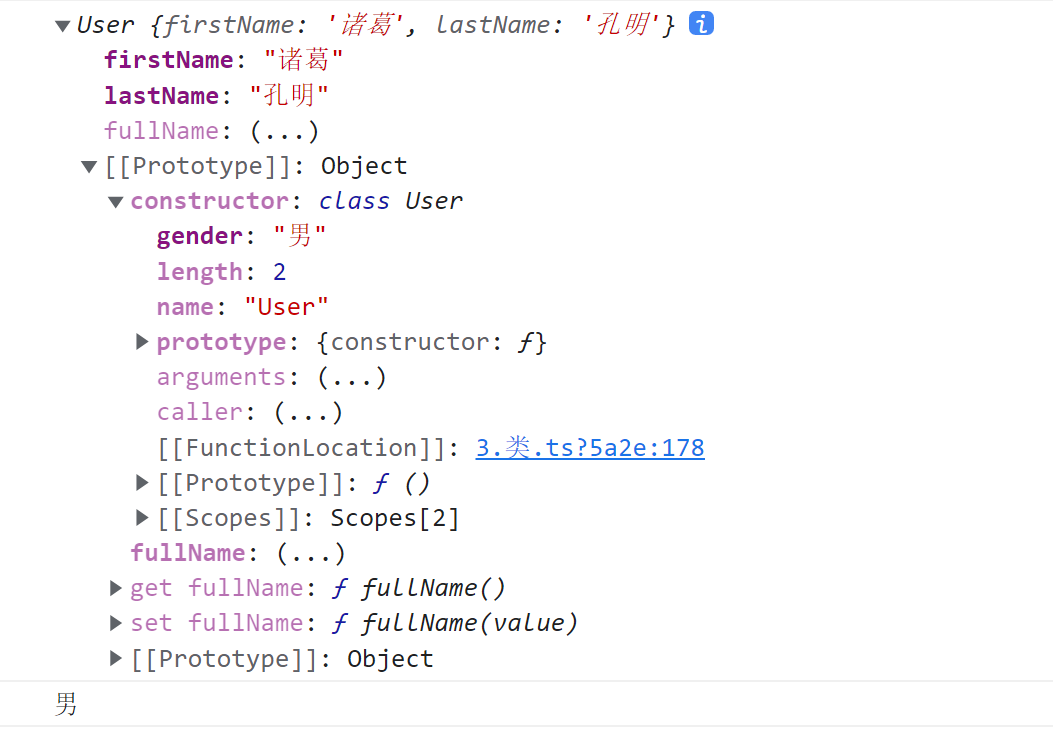 ▼User {firstName: '诸葛', lastName: '孔明'} i
firstName: "诸葛"
lastName: "孔明"
fullName: (...)
▼[[Prototype]]: Object
▼constructor: class User
gender: "男"
length: 2
name: "User"
▶prototype: {constructor: ƒ}
arguments: (...)
caller: (...)
[[FunctionLocation]]: 3.类.ts?5a2e:178
▶[[Prototype]]: ƒ ()
▶[[Scopes]]: Scopes[2]
fullName: (...)
▶get fullName: ƒ fullName()
▶set fullName: ƒ fullName(value)
▶[[Prototype]]: Object
男